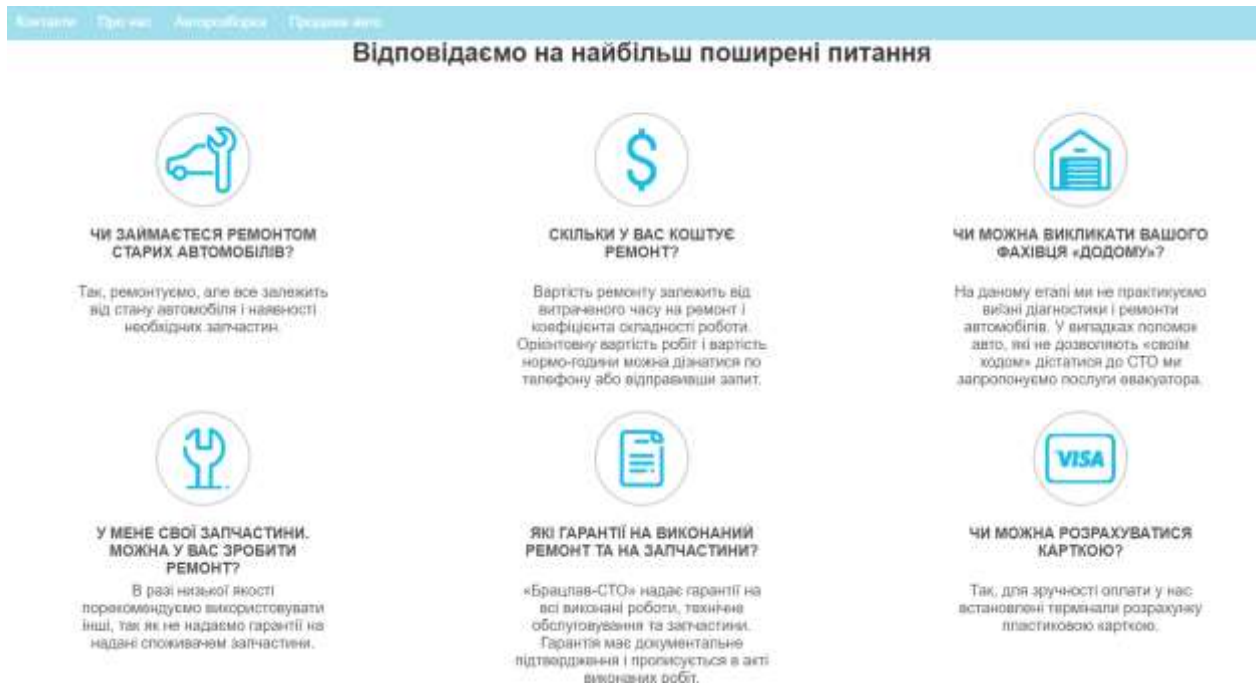 Контакти Про нас Авторозборка Продажа авто
Відповідаємо на найбільш поширені питання
ЧИ ЗАЙМАЄТЕСЯ РЕМОНТОМ
СТАРИХ АВТОМОБІЛІВ?
Так, ремонтуємо, але все залежить
від стану автомобіля і наявності
необхідних запчастин.
СКІЛЬКИ У ВАС КОШТУЄ
РЕМОНТ?
Вартість ремонту залежить від
витраченого часу на ремонт і
коефіцієнта складності роботи.
Орієнтовну вартість робіт і вартість
нормо-години можна дізнатися по
телефону або відправивши запит.
ЧИ МОЖНА ВИКЛИКАТИ ВАШОГО
ФАХІВЦЯ «ДОДОМУ»?
На даному етапі ми не практикуємо
виїзні діагностики і ремонти
автомобілів. У випадках поломок
авто, які не дозволяють «своїм
ходом» дістатися до СТО ми
запропонуємо послуги евакуатора.
У МЕНЕ СВОЇ ЗАПЧАСТИНИ.
МОЖНА У ВАС ЗРОБИТИ
РЕМОНТ?
В разі низької якості
порекомендуємо використовувати
інші, так як не надаємо гарантії на
надані споживачем запчастини.
ЯКІ ГАРАНТІЇ НА ВИКОНАНИЙ
РЕМОНТ ТА НА ЗАПЧАСТИНИ?
«Брацлав-СТО» надає гарантії на
всі виконані роботи, технічне
обслуговування та запчастини.
Гарантія має документальне
підтвердження і прописується в акті
виконаних робіт.
VISA
ЧИ МОЖНА РОЗРАХУВАТИСЯ
КАРТКОЮ?
Так, для зручності оплати у нас
встановлені термінали розрахунку
пластиковою карткою.